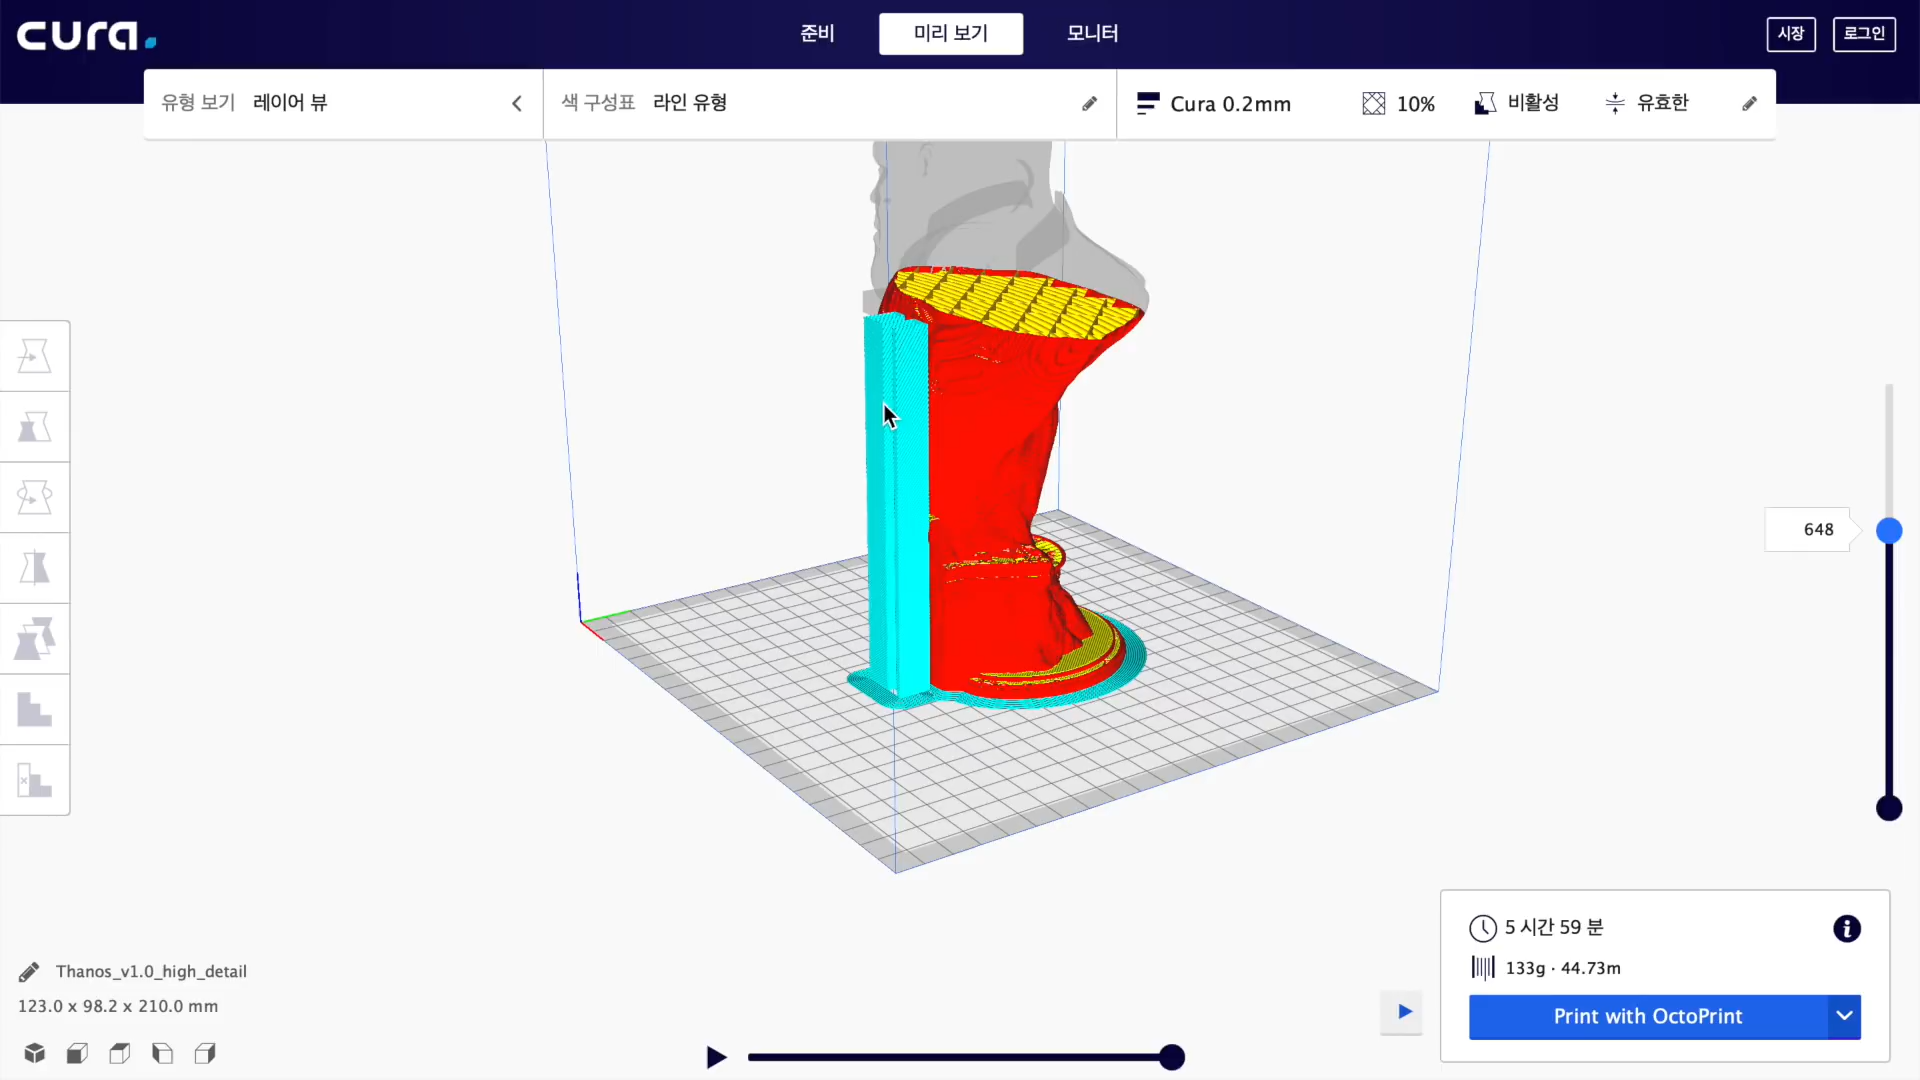 cura.
준비
미리 보기
모니터
시장
로그인
유형 보기 레이어 뷰
색 구성표 라인 유형
Cura 0.2mm
10%
비활성
유효한
648
5 시간 59 분
133g · 44.73m
Print with OctoPrint
Thanos_v1.0_high_detail
123.0 x 98.2 x 210.0 mm